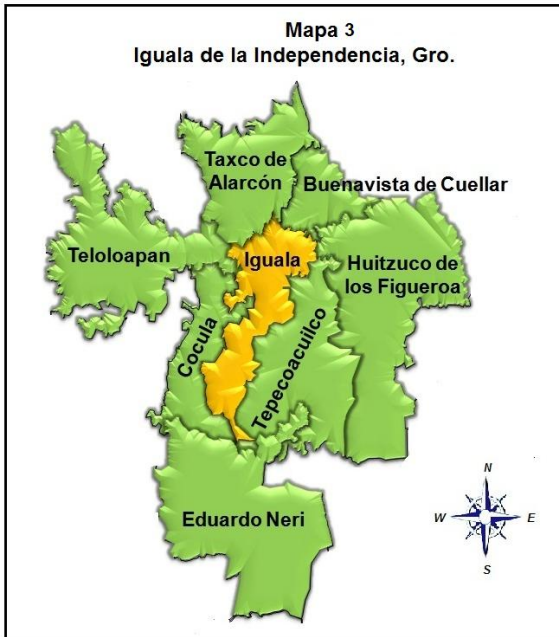 Mapa 3
Iguala de la Independencia, Gro.
Taxco de
Alarcón
Buenavista de Cuellar
Teloloapan
Iguala
Huitzuco de
los Figueroa
Cocula
Tepecoacuilco
Eduardo Neri
N
W
E
S